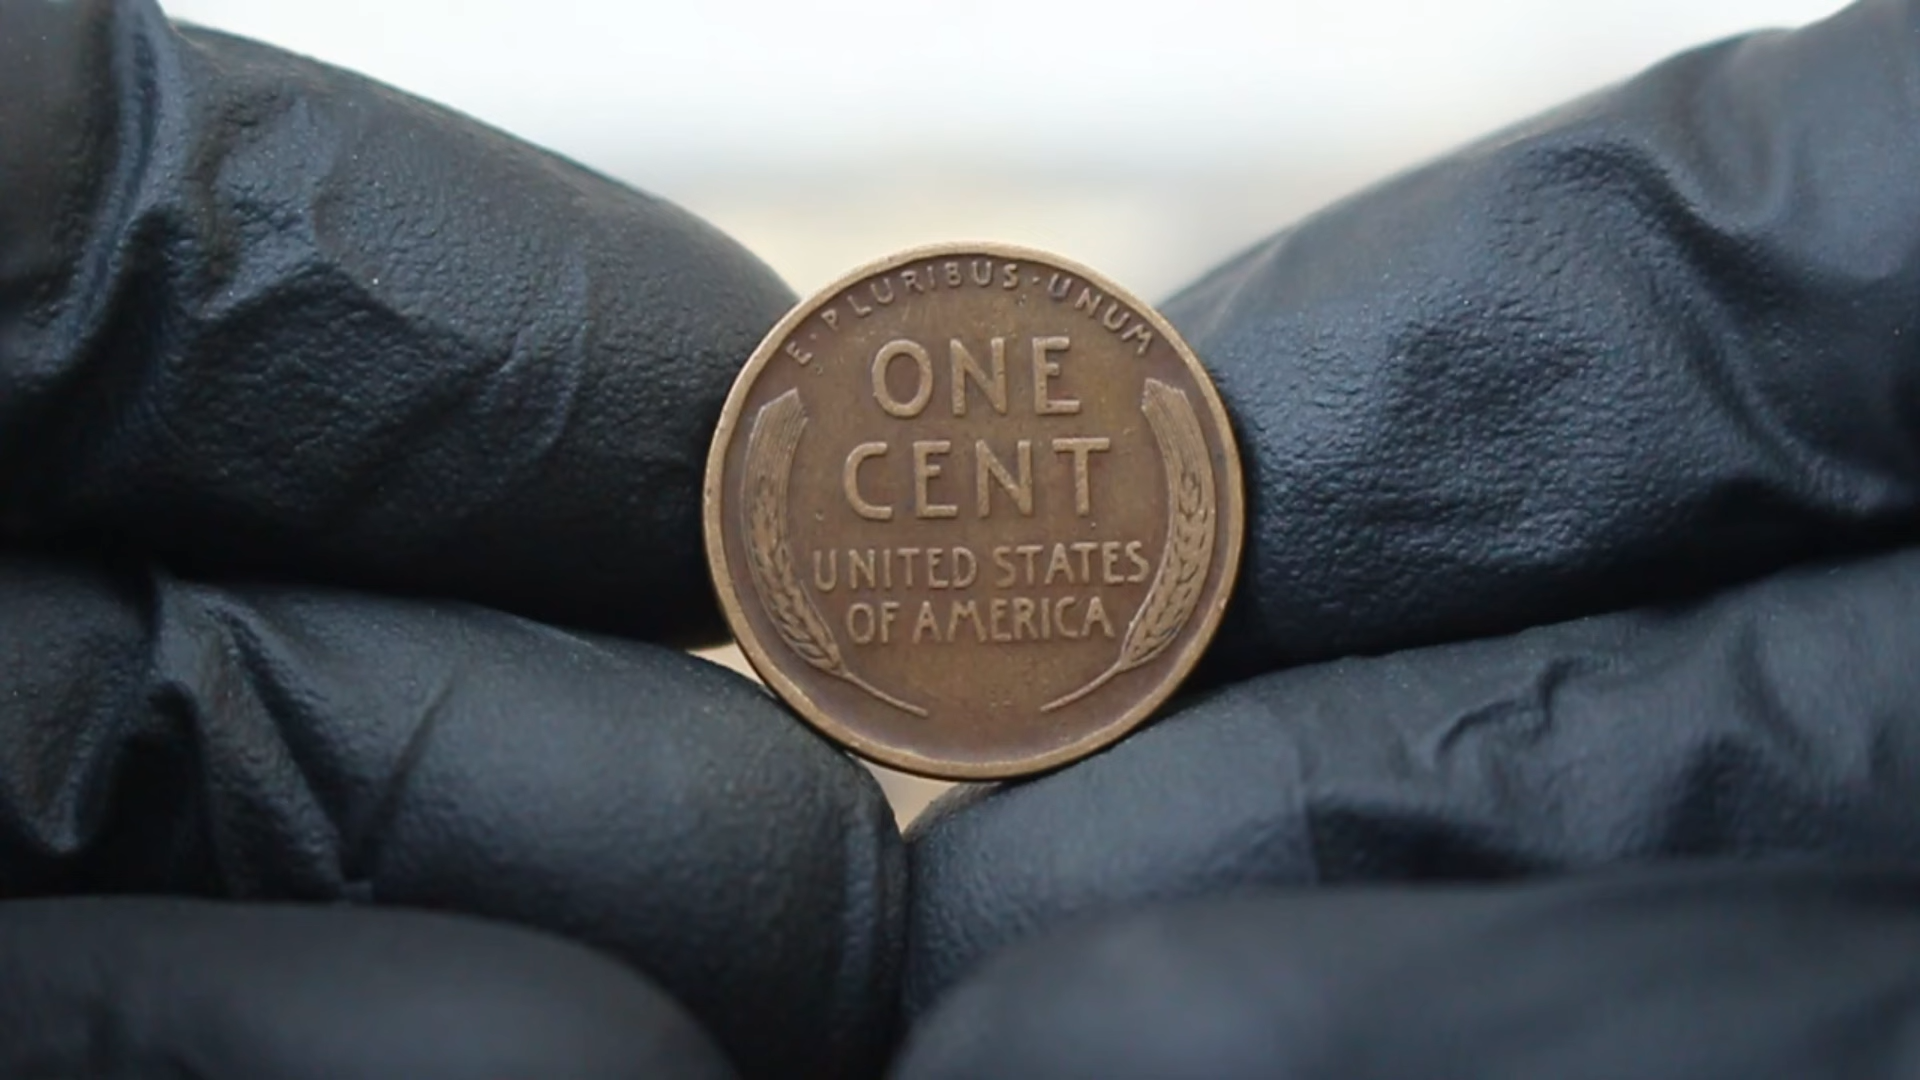 E·PLURIBUS·UNUM
ONE
CENT
UNITED STATES
OF AMERICA